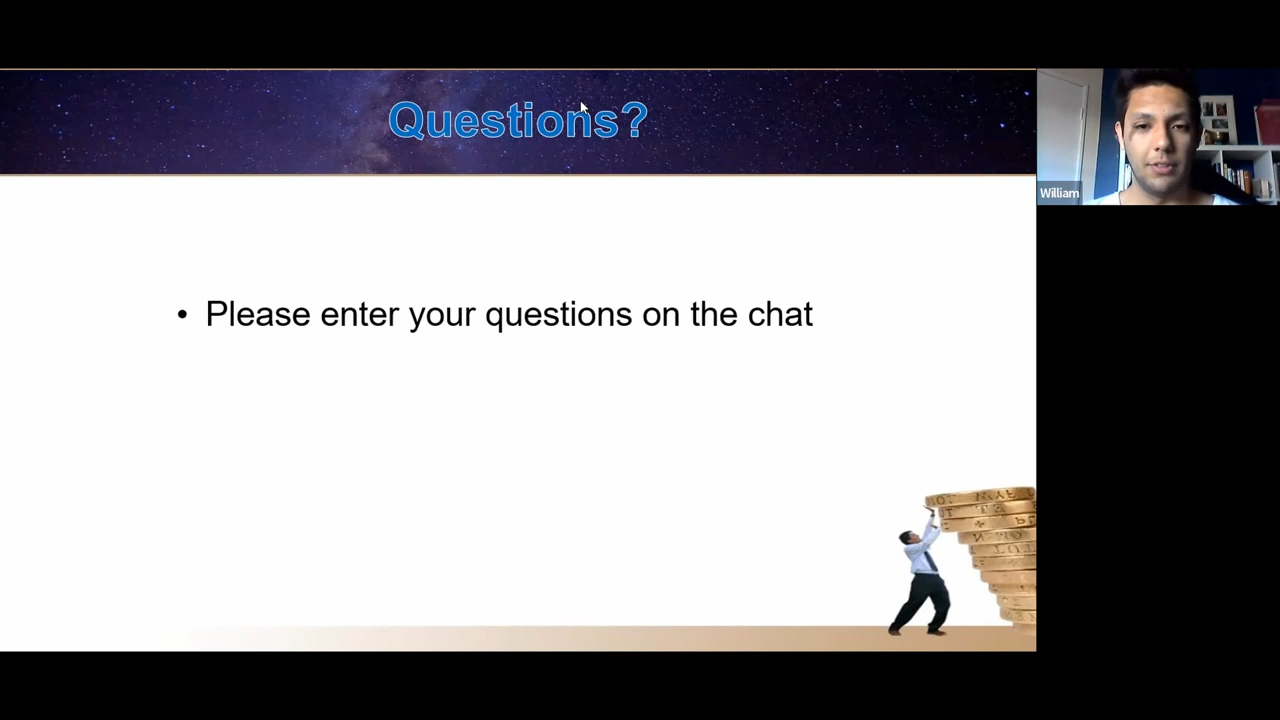 Questions?
• Please enter your questions on the chat
William